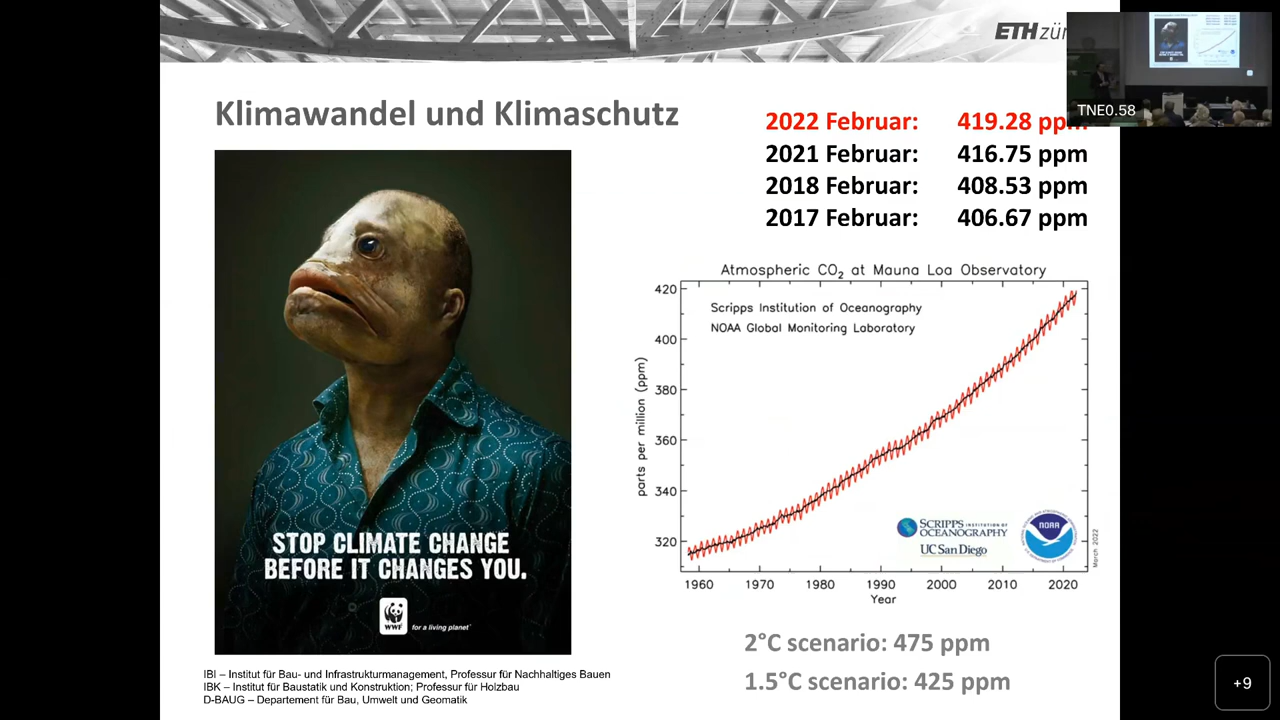 ETH zür
TNE0.58
Klimawandel und Klimaschutz
2022 Februar: 419.28 ppm
2021 Februar: 416.75 ppm
2018 Februar: 408.53 ppm
2017 Februar: 406.67 ppm
STOP CLIMATE CHANGE
BEFORE IT CHANGES YOU.
WWF
for a living planet®
Atmospheric CO₂ at Mauna Loa Observatory
Scripps Institution of Oceanography
NOAA Global Monitoring Laboratory
parts per million (ppm)
420
400
380
360
340
320
SCRIPPS INSTITUTION OF
OCEANOGRAPHY
UC San Diego
NOAA
March 2022
1960 1970 1980 1990 2000 2010 2020
Year
2°C scenario: 475 ppm
1.5°C scenario: 425 ppm
IBI – Institut für Bau- und Infrastrukturmanagement, Professur für Nachhaltiges Bauen
IBK – Institut für Baustatik und Konstruktion; Professur für Holzbau
D-BAUG – Departement für Bau, Umwelt und Geomatik
+9